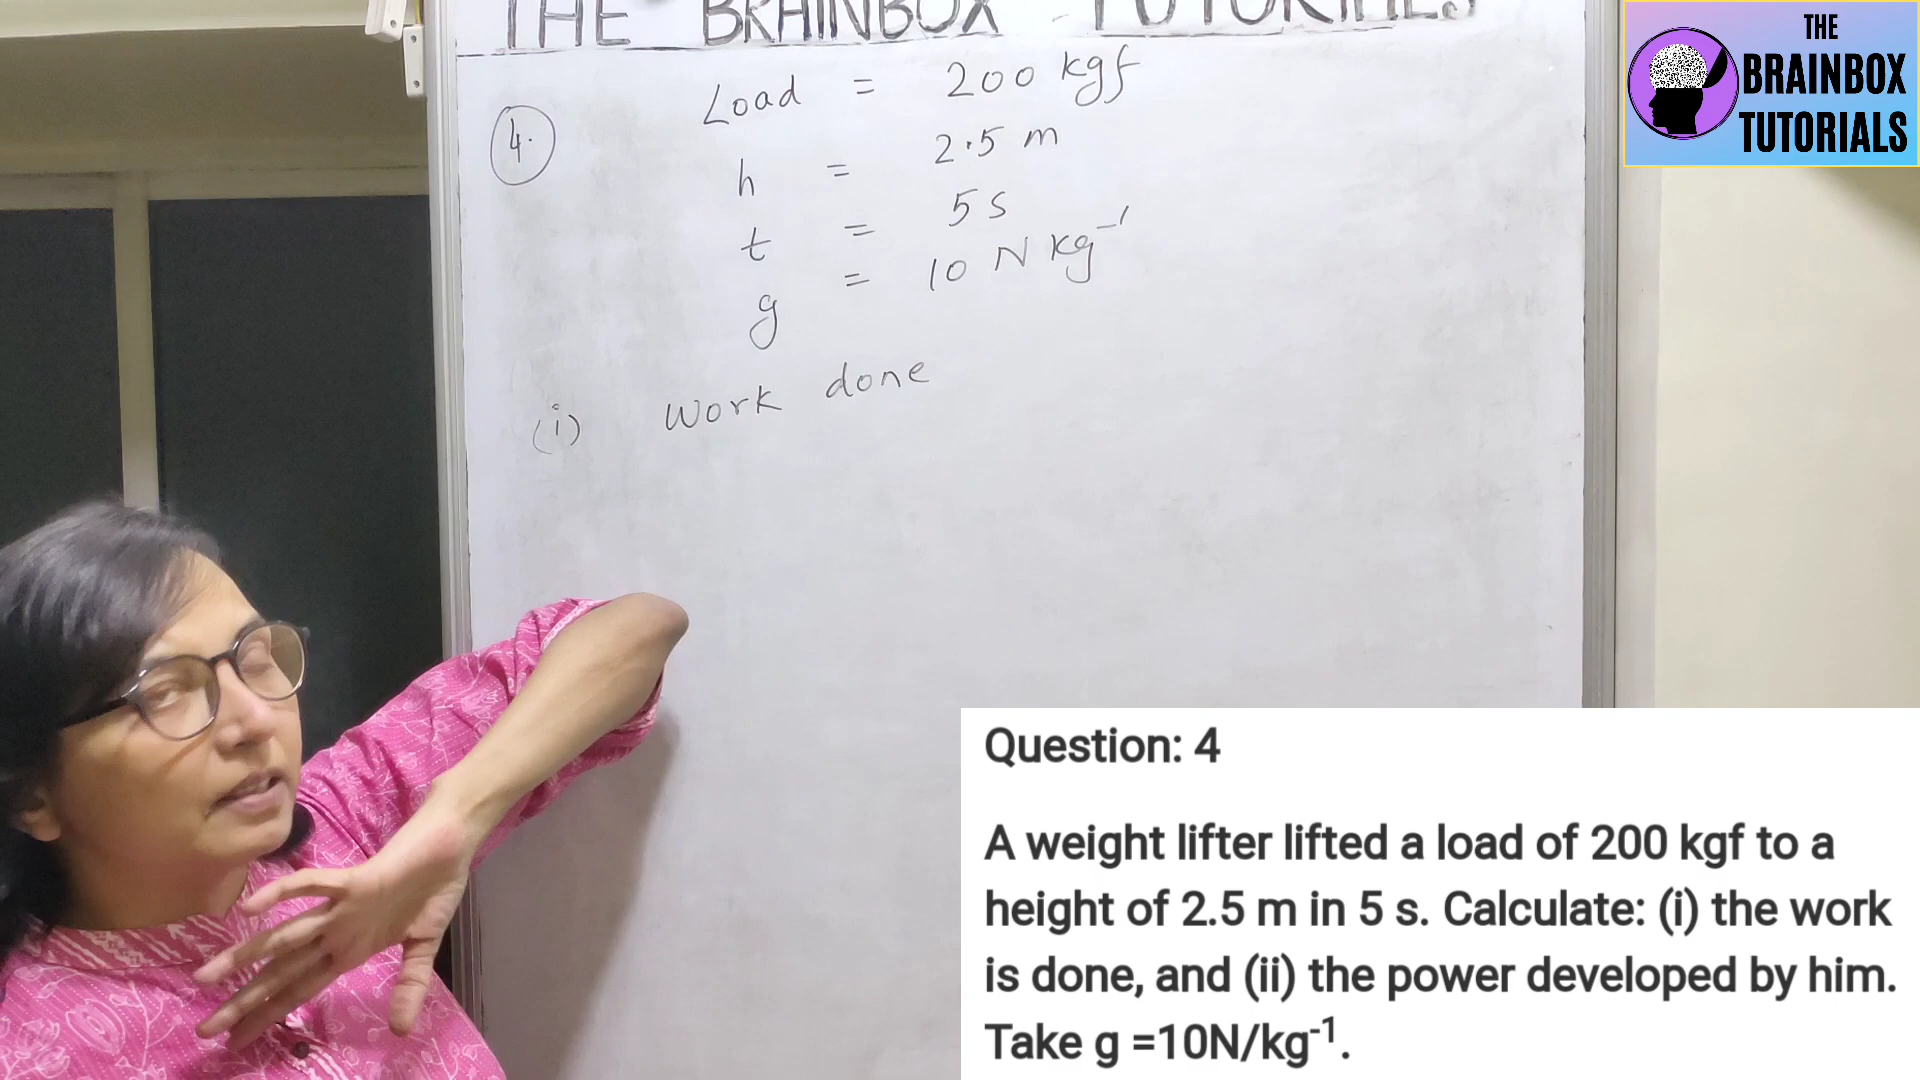 THE BRAINBOX TUTORIALS
THE
BRAINBOX
TUTORIALS
4.
Load = 200 kgf
h = 2.5 m
t = 5 s
g = 10 N kg⁻¹
(i) Work done
Question: 4
A weight lifter lifted a load of 200 kgf to a
height of 2.5 m in 5 s. Calculate: (i) the work
is done, and (ii) the power developed by him.
Take g =10N/kg⁻¹.